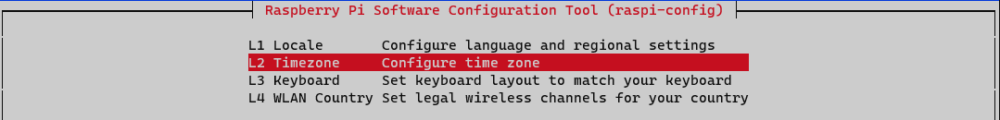 Raspberry Pi Software Configuration Tool (raspi-config)
L1 Locale Configure language and regional settings
L2 Timezone Configure time zone
L3 Keyboard Set keyboard layout to match your keyboard
L4 WLAN Country Set legal wireless channels for your country